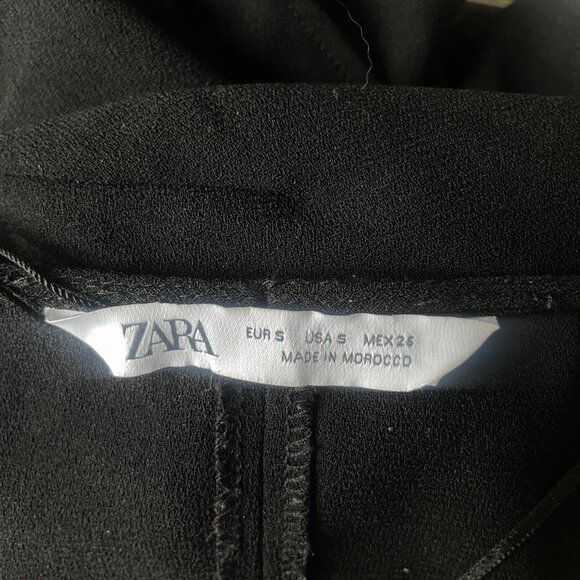 ZARA
EUR S USA S MEX 26
MADE IN MOROCCO